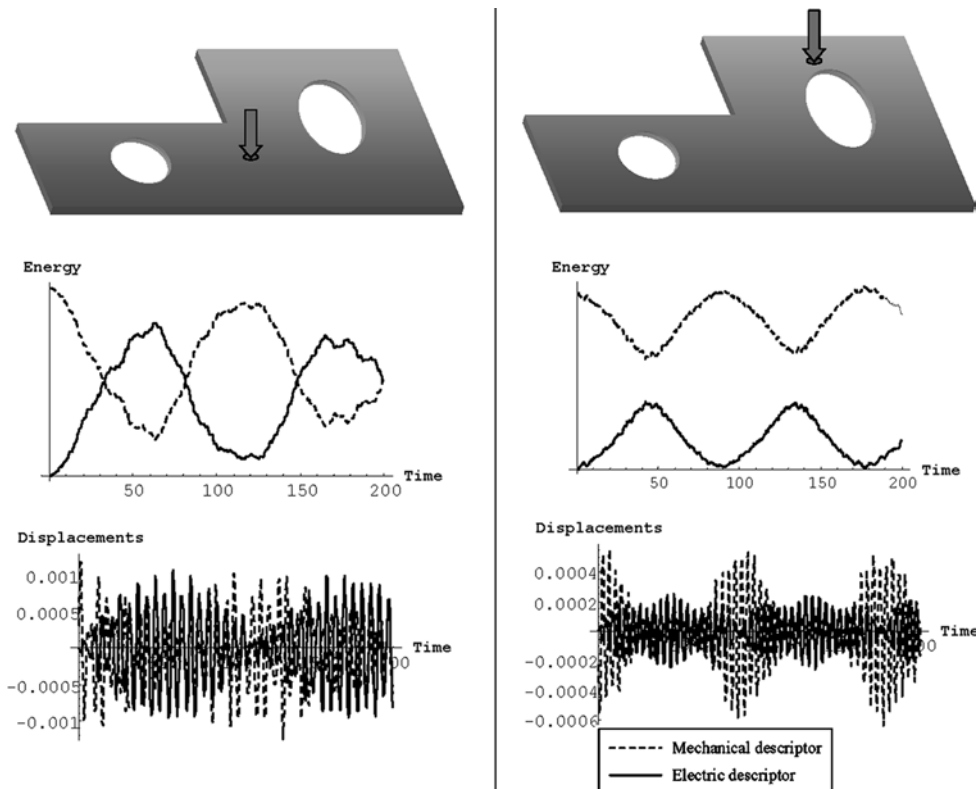 Energy
Time
50
100
150
200
Displacements
0.001
0.0005
-0.0005
-0.001
Time
00
Energy
Time
50
100
150
200
Displacements
0.0004
0.0002
-0.0002
-0.0004
-0.0006
Time
00
Mechanical descriptor
Electric descriptor